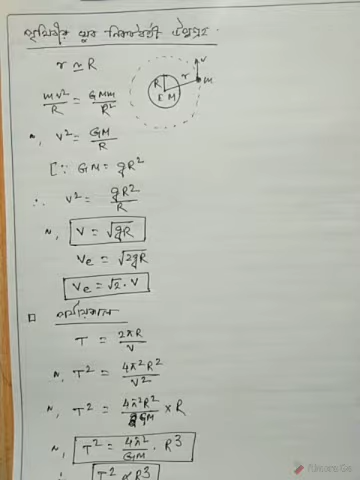 পৃথিবীর খুব নিকটবর্তী উপগ্রহ
r ≃ R
mv²/R = GMm/R²
v R r m E M
∿, v² = GM/R
[∵ GM = gR²
∴ v² = gR²/R
∿, v = √gR
Ve = √2gR
Ve = √2 · v
□ পর্যায়কাল
T = 2πR/v
∿, T² = 4π²R²/v²
∿, T² = 4π²R²/GM × R
∿, T² = 4π²/GM · R³
∴ T² ∝ R³